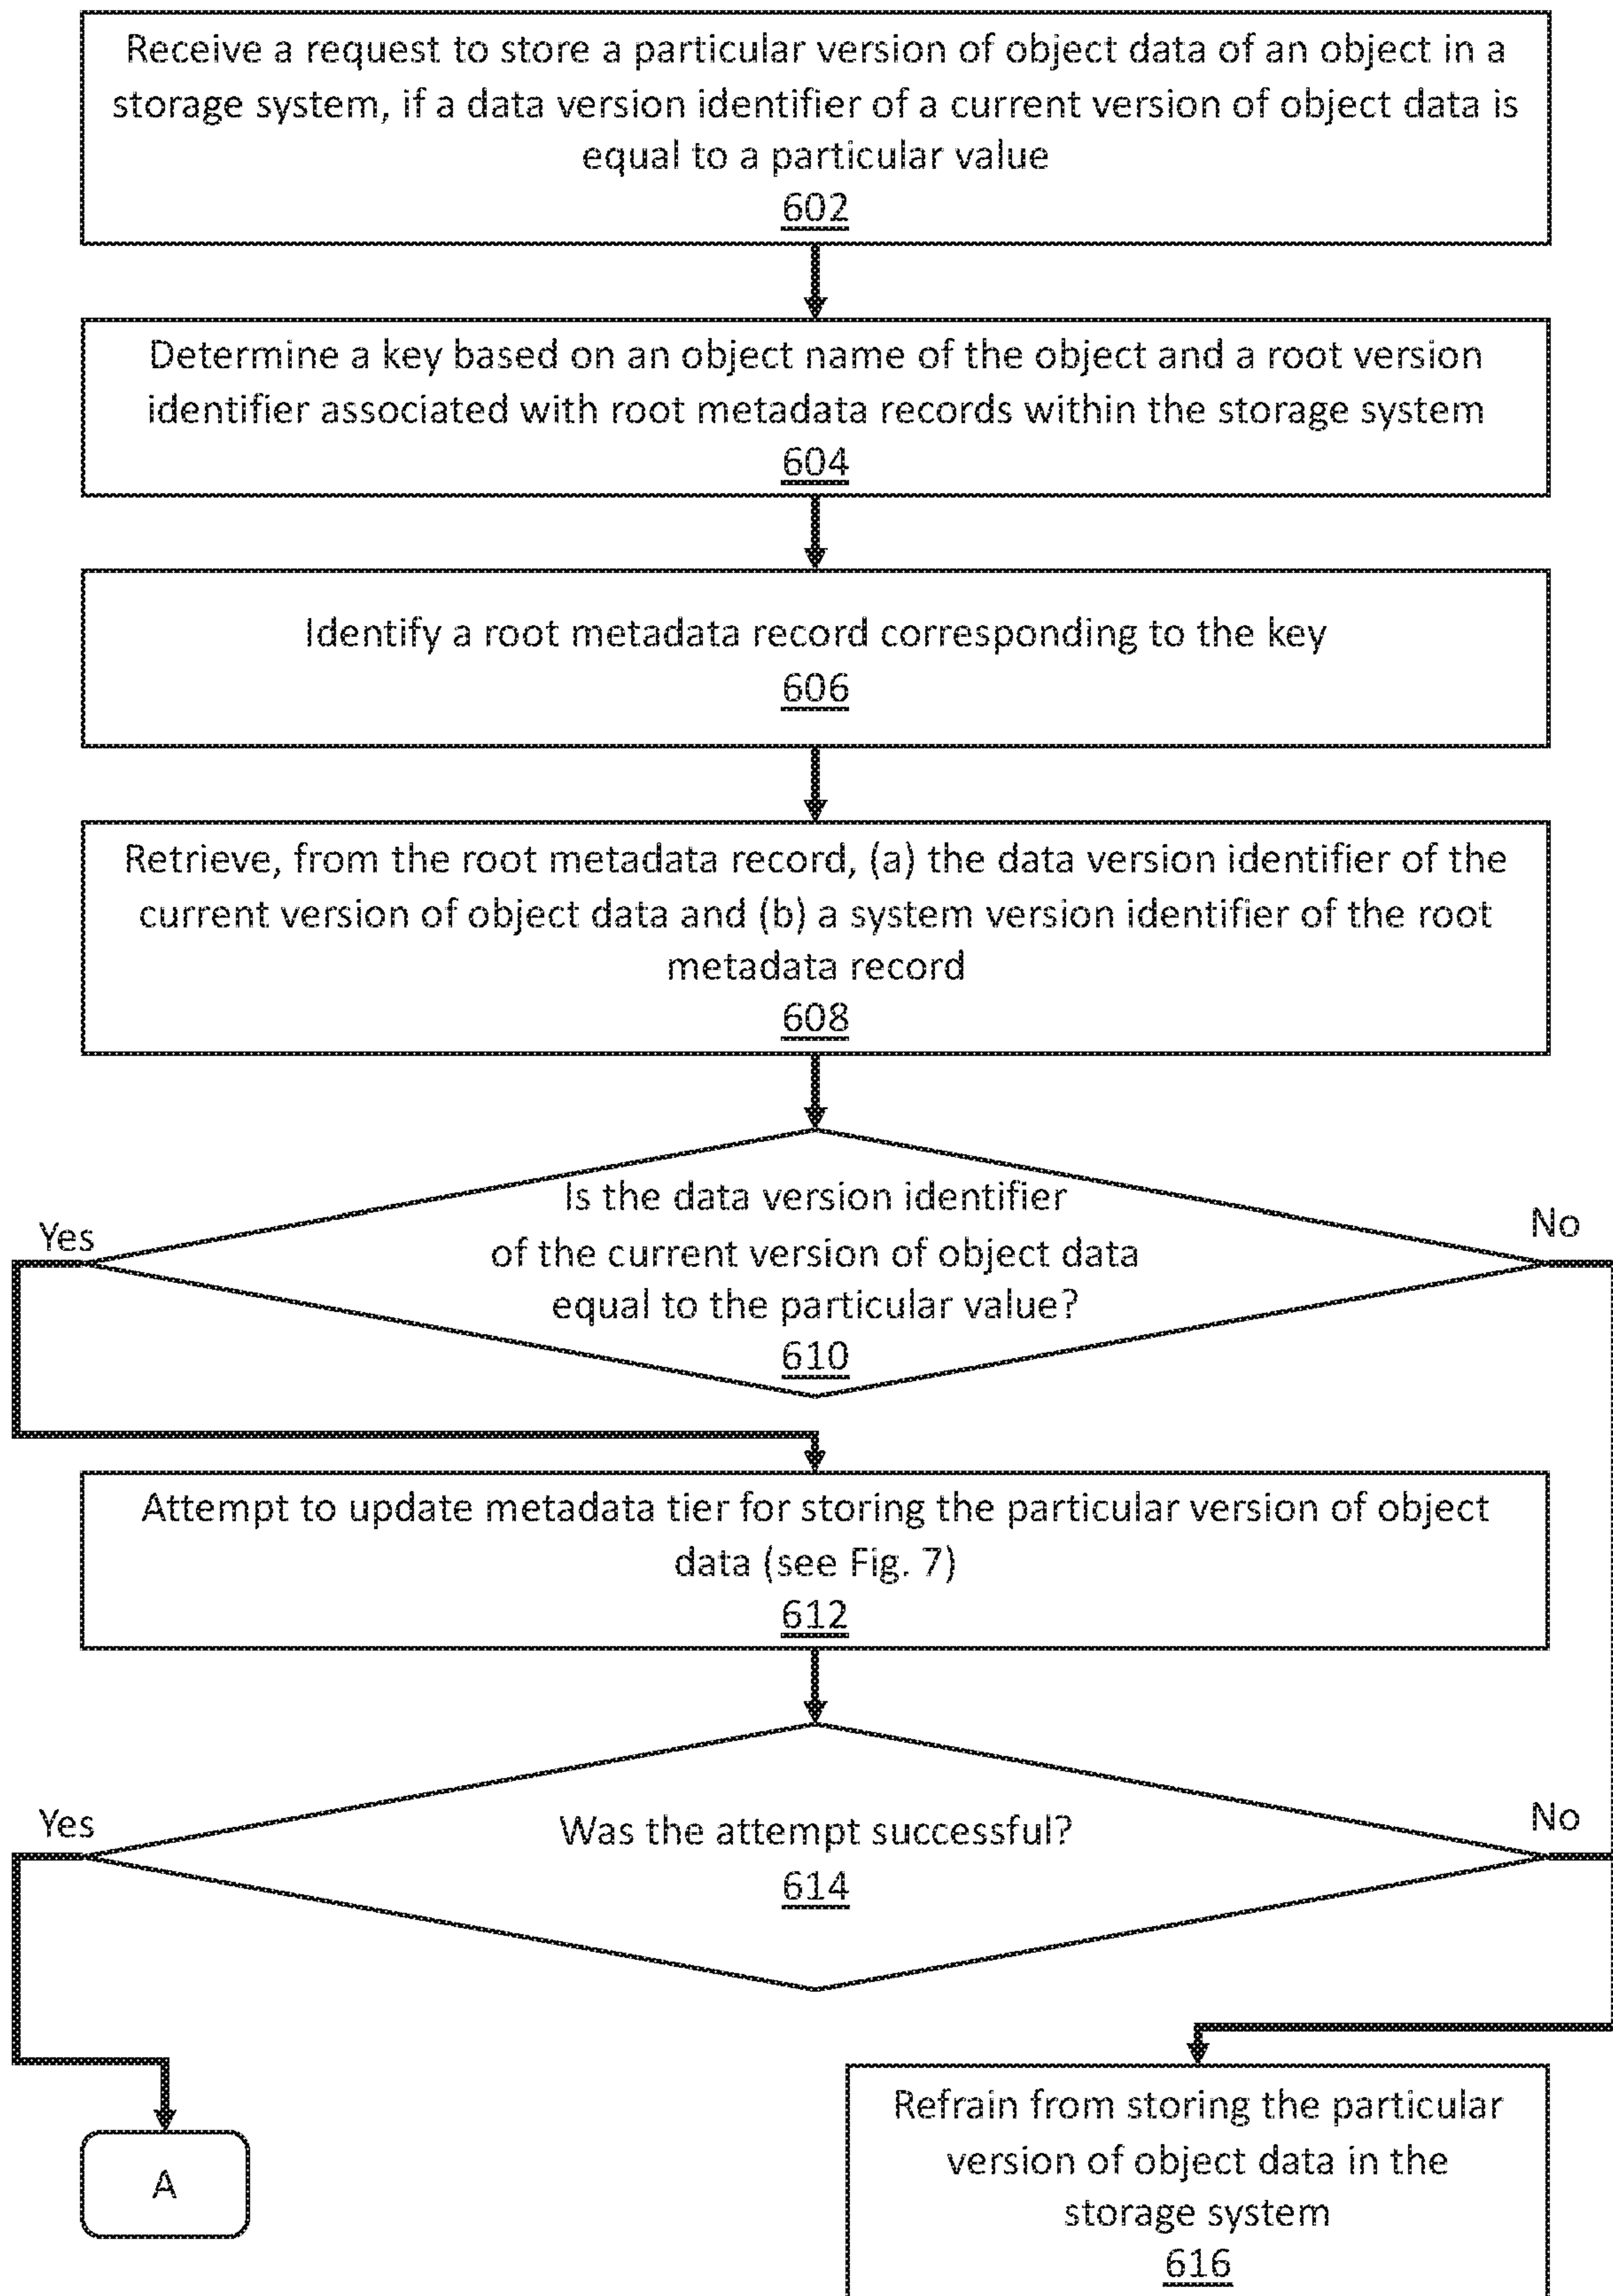 Receive a request to store a particular version of object data of an object in a
storage system, if a data version identifier of a current version of object data is
equal to a particular value
602
Determine a key based on an object name of the object and a root version
identifier associated with root metadata records within the storage system
604
Identify a root metadata record corresponding to the key
606
Retrieve, from the root metadata record, (a) the data version identifier of the
current version of object data and (b) a system version identifier of the root
metadata record
608
Is the data version identifier
of the current version of object data
equal to the particular value?
610
Yes
No
Attempt to update metadata tier for storing the particular version of object
data (see Fig. 7)
612
Was the attempt successful?
614
Yes
No
A
Refrain from storing the particular
version of object data in the
storage system
616